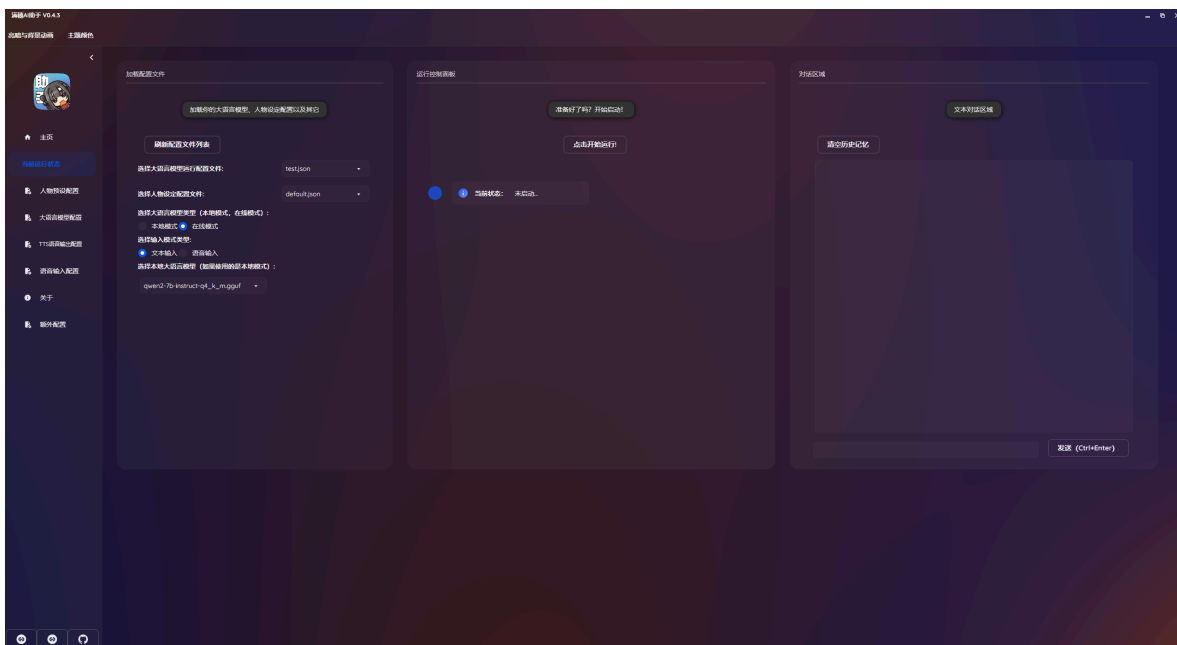 AI助手 V0.4.3
亮暗与背景动画 主题颜色
主页
当前运行状态
人物预设配置
大语言模型配置
TTS语音输出配置
语音输入配置
关于
额外配置
加载配置文件
加载你的大语言模型，人物设定配置以及其它
刷新配置文件列表
选择大语言模型运行配置文件: test.json
选择人物设定配置文件: default.json
选择大语言模型类型（本地模式，在线模式）:
本地模式 在线模式
选择输入模式类型:
文本输入 语音输入
选择本地大语言模型（如果使用的是本地模式）:
qwen2-7b-instruct-q4_k_m.gguf
运行控制面板
准备好了吗？开始启动!
点击开始运行!
当前状态: 未启动..
对话区域
文本对话区域
清空历史记忆
发送 (Ctrl+Enter)